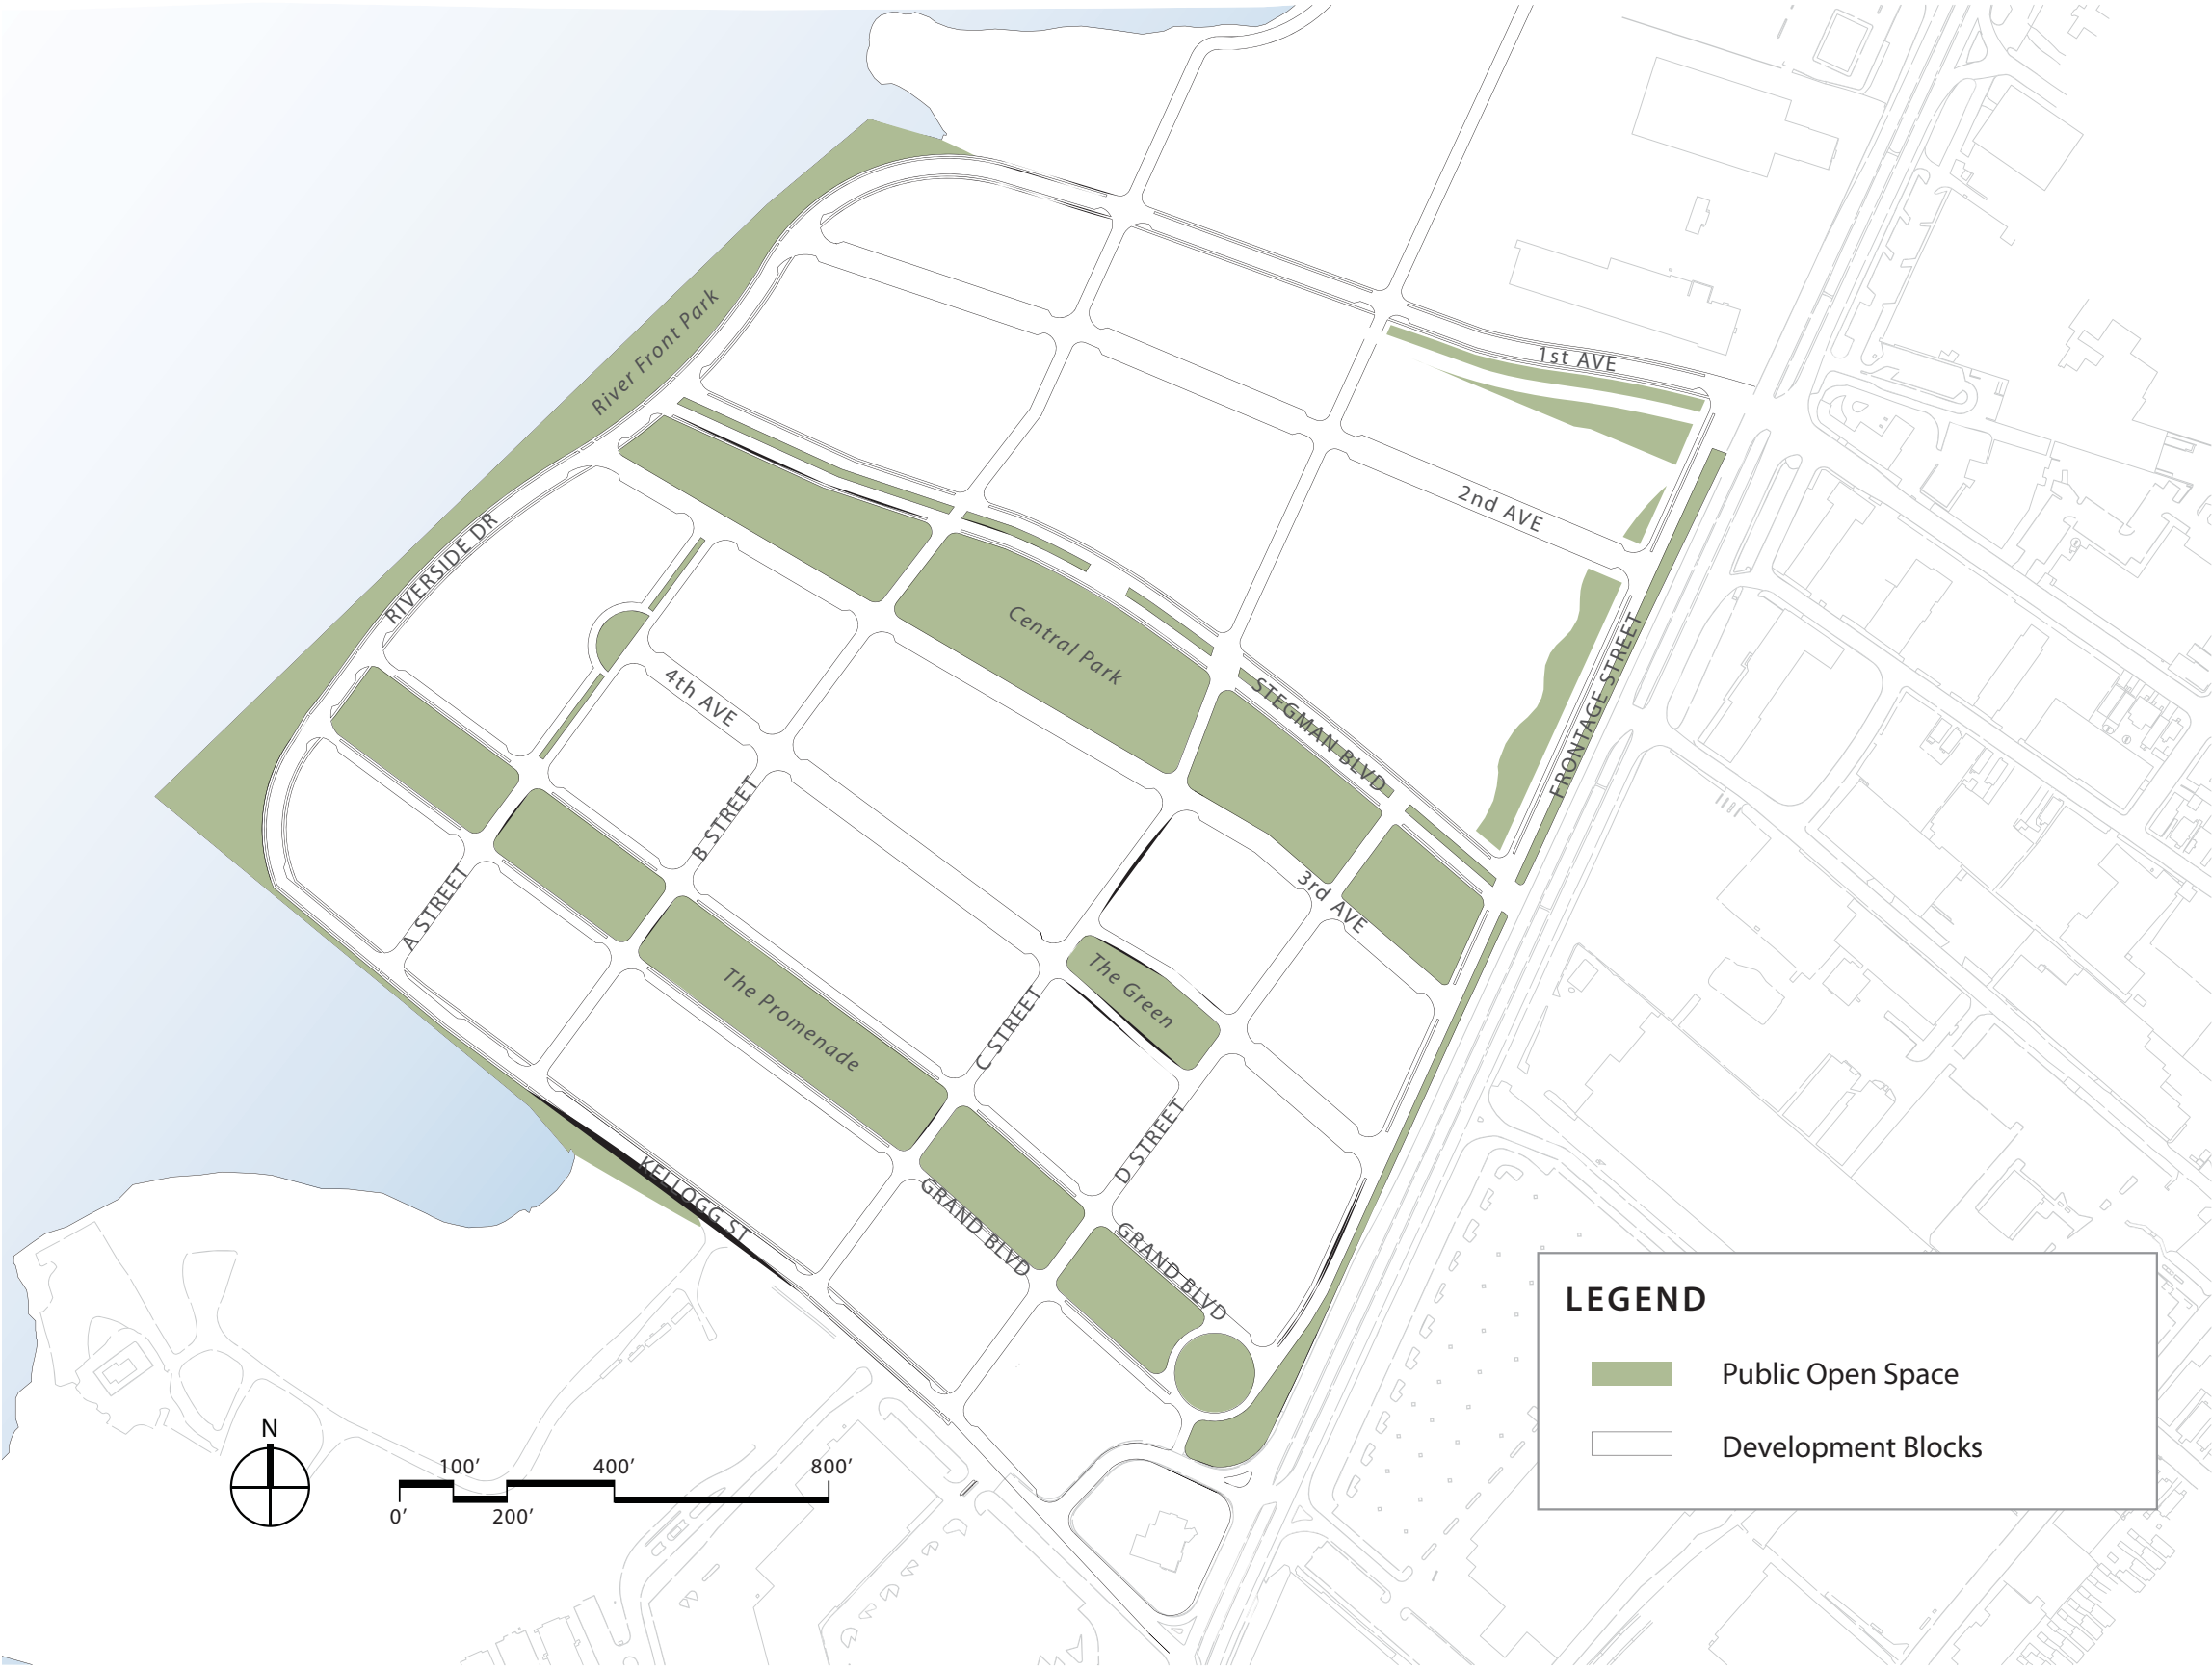 River Front Park
1st AVE
2nd AVE
RIVERSIDE DR
Central Park
4th AVE
STEGMAN BLVD
FRONTAGE STREET
B STREET
3rd AVE
A STREET
The Promenade
The Green
C STREET
D STREET
KELLOGG ST
GRAND BLVD
GRAND BLVD
LEGEND
Public Open Space
Development Blocks
N
100’ 400’ 800’
0’ 200’